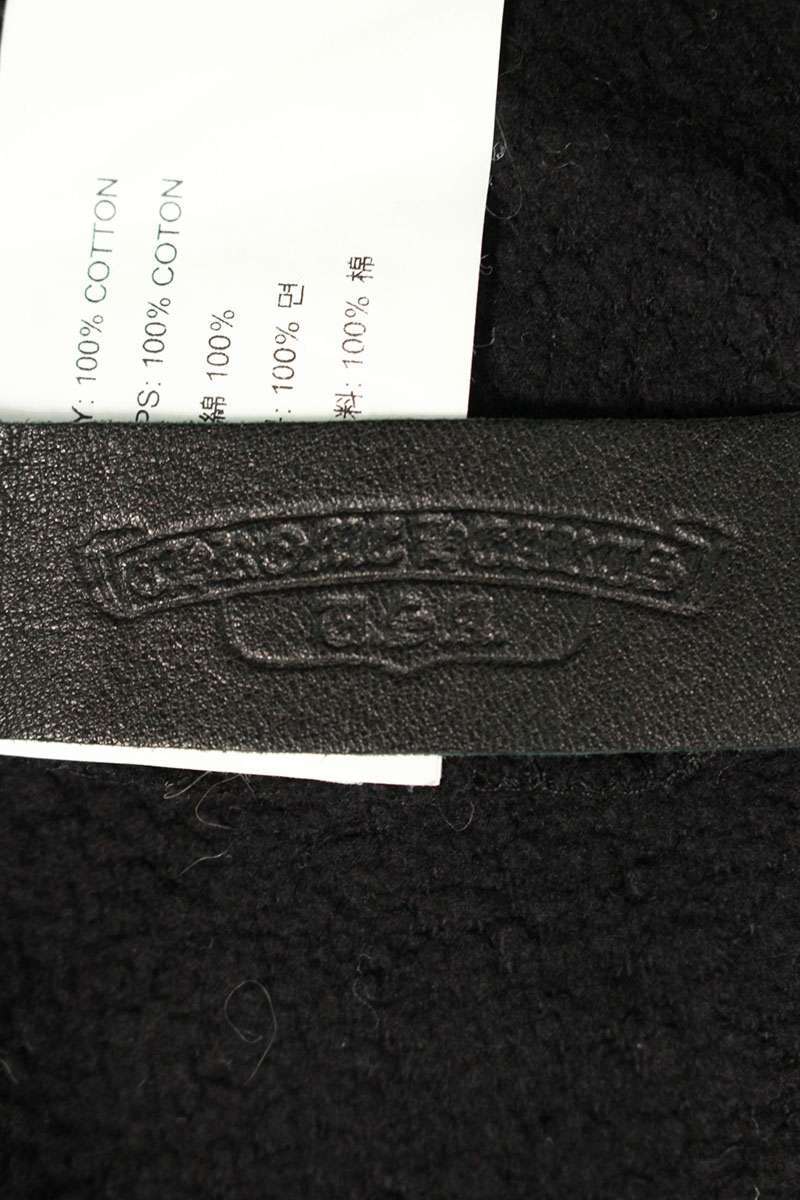 Y: 100% COTTON
PS: 100% COTON
綿 100%
: 100% 면
料: 100% 棉
U.S.A.